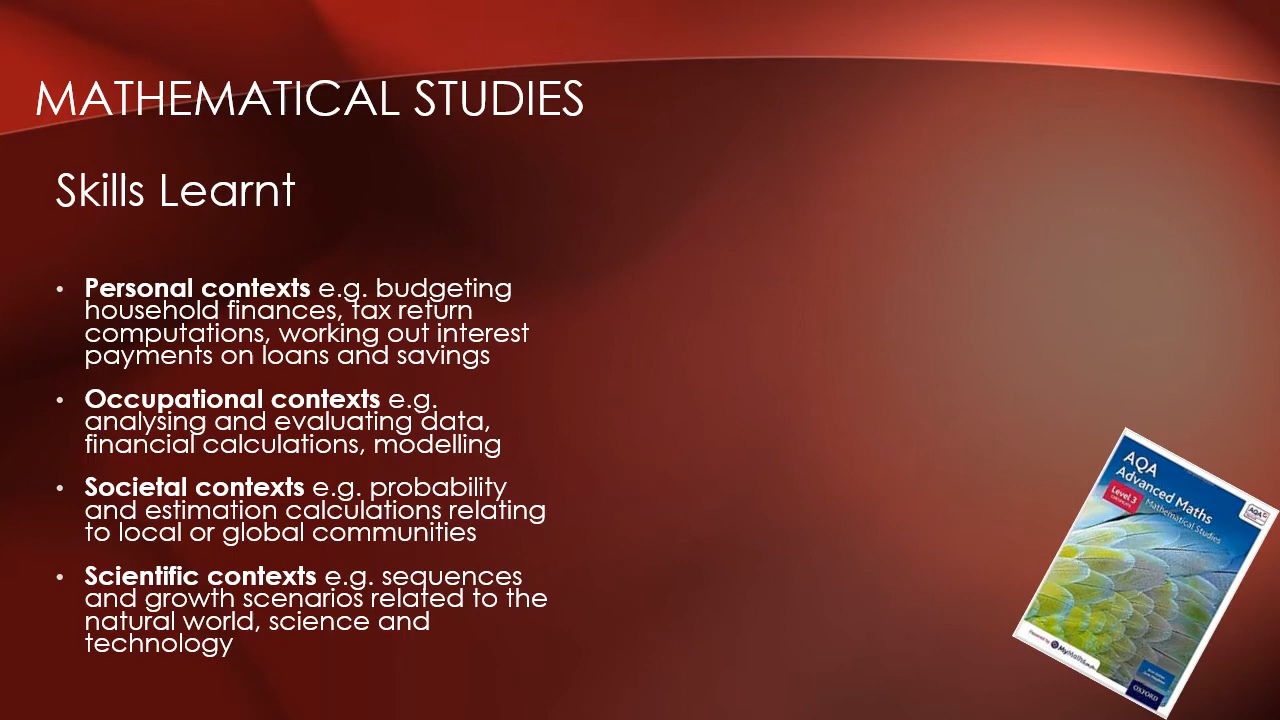 MATHEMATICAL STUDIES
Skills Learnt
• Personal contexts e.g. budgeting
household finances, tax return
computations, working out interest
payments on loans and savings
• Occupational contexts e.g.
analysing and evaluating data,
financial calculations, modelling
• Societal contexts e.g. probability
and estimation calculations relating
to local or global communities
• Scientific contexts e.g. sequences
and growth scenarios related to the
natural world, science and
technology
AQA
Advanced Maths
Level 3
Mathematical Studies
AQA
OXFORD